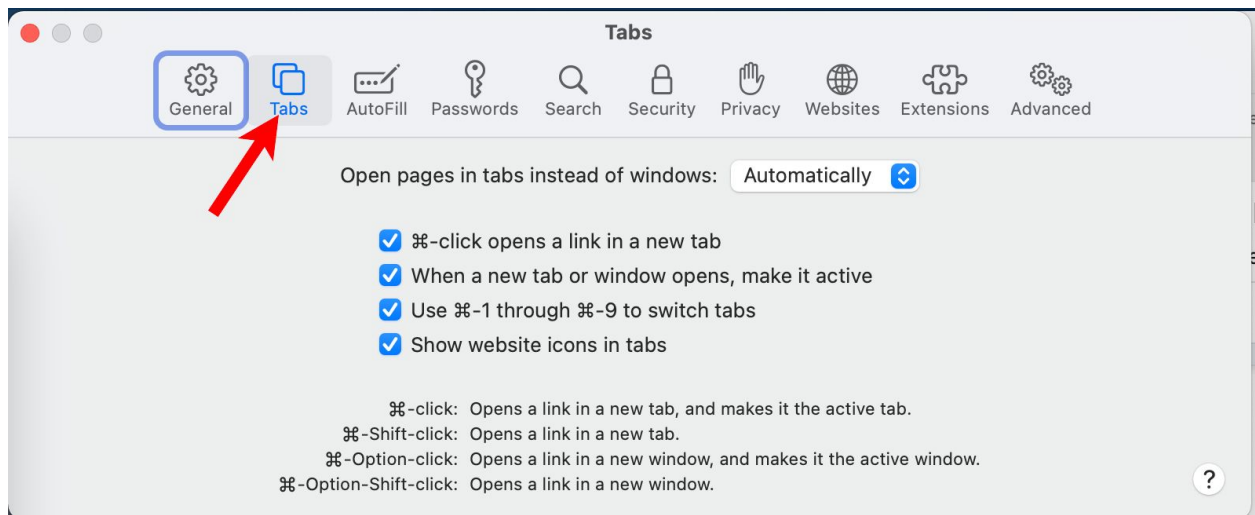 Tabs
General Tabs AutoFill Passwords Search Security Privacy Websites Extensions Advanced
Open pages in tabs instead of windows: Automatically
⌘-click opens a link in a new tab
When a new tab or window opens, make it active
Use ⌘-1 through ⌘-9 to switch tabs
Show website icons in tabs
⌘-click: Opens a link in a new tab, and makes it the active tab.
⌘-Shift-click: Opens a link in a new tab.
⌘-Option-click: Opens a link in a new window, and makes it the active window.
⌘-Option-Shift-click: Opens a link in a new window.
?